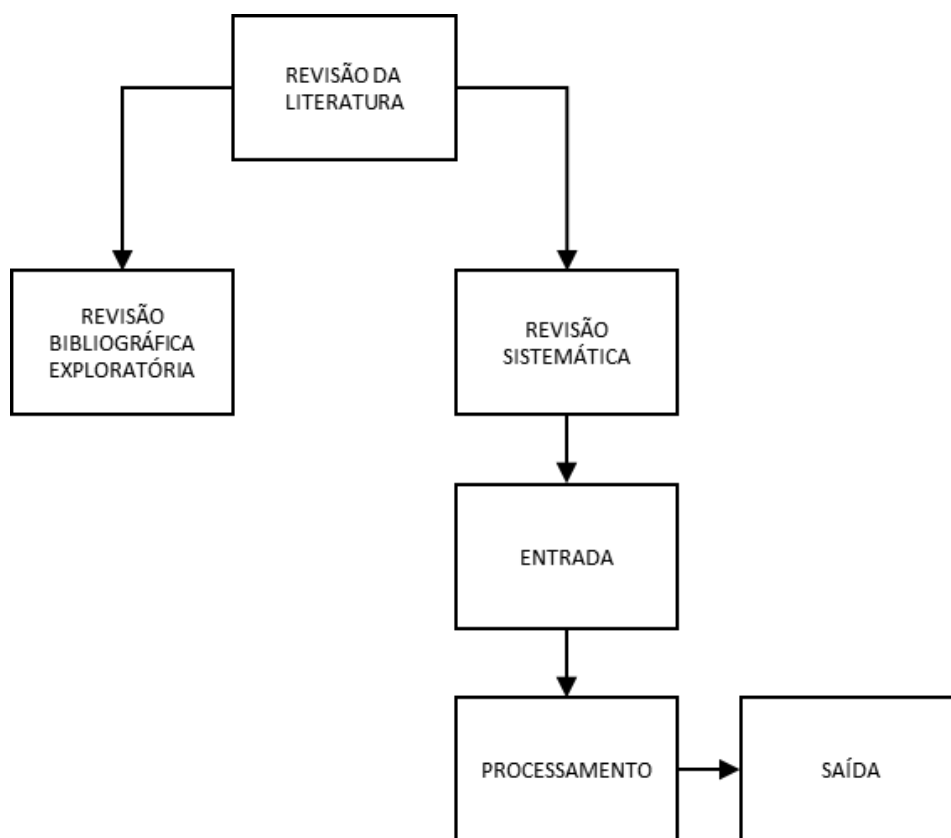 REVISÃO DA
LITERATURA
REVISÃO
BIBLIOGRÁFICA
EXPLORATÓRIA
REVISÃO
SISTEMÁTICA
ENTRADA
PROCESSAMENTO
SAÍDA